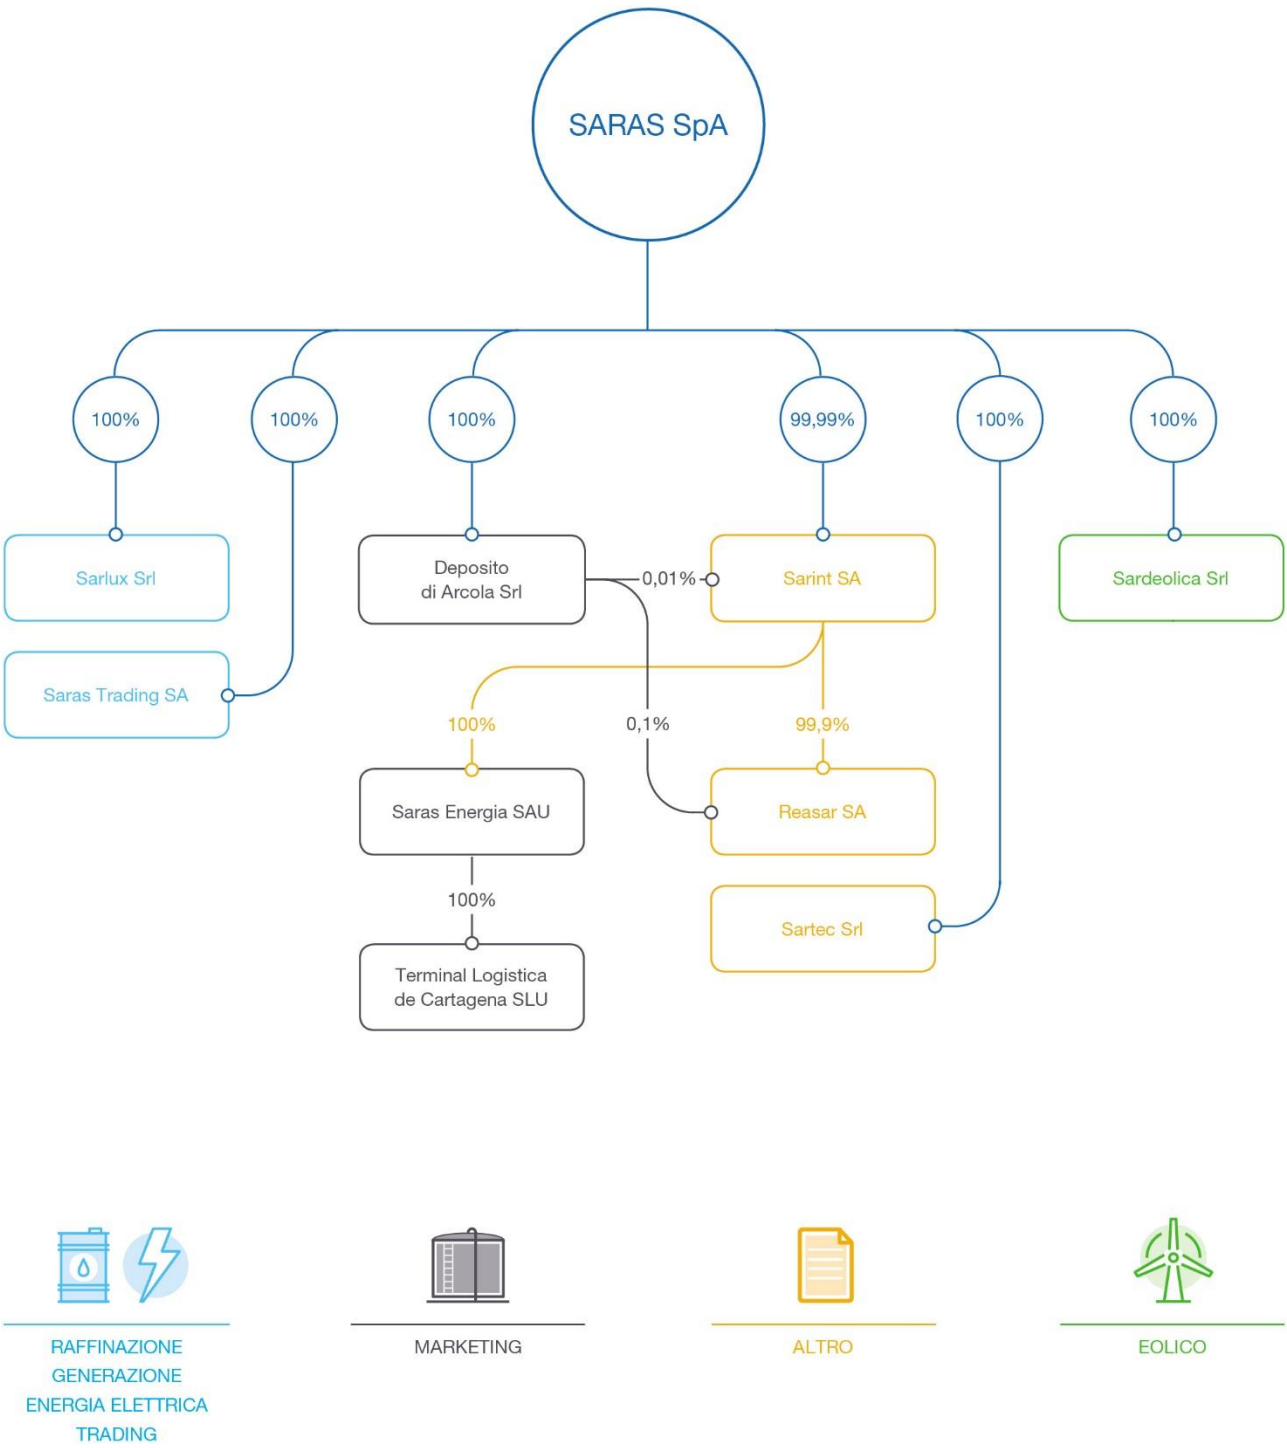 SARAS SpA
100%
100%
100%
99,99%
100%
100%
Sarlux Srl
Deposito
di Arcola Srl
0,01%
Sarint SA
Sardeolica Srl
Saras Trading SA
100%
0,1%
99,9%
Saras Energia SAU
Reasar SA
100%
Sartec Srl
Terminal Logistica
de Cartagena SLU
RAFFINAZIONE
GENERAZIONE
ENERGIA ELETTRICA
TRADING
MARKETING
ALTRO
EOLICO